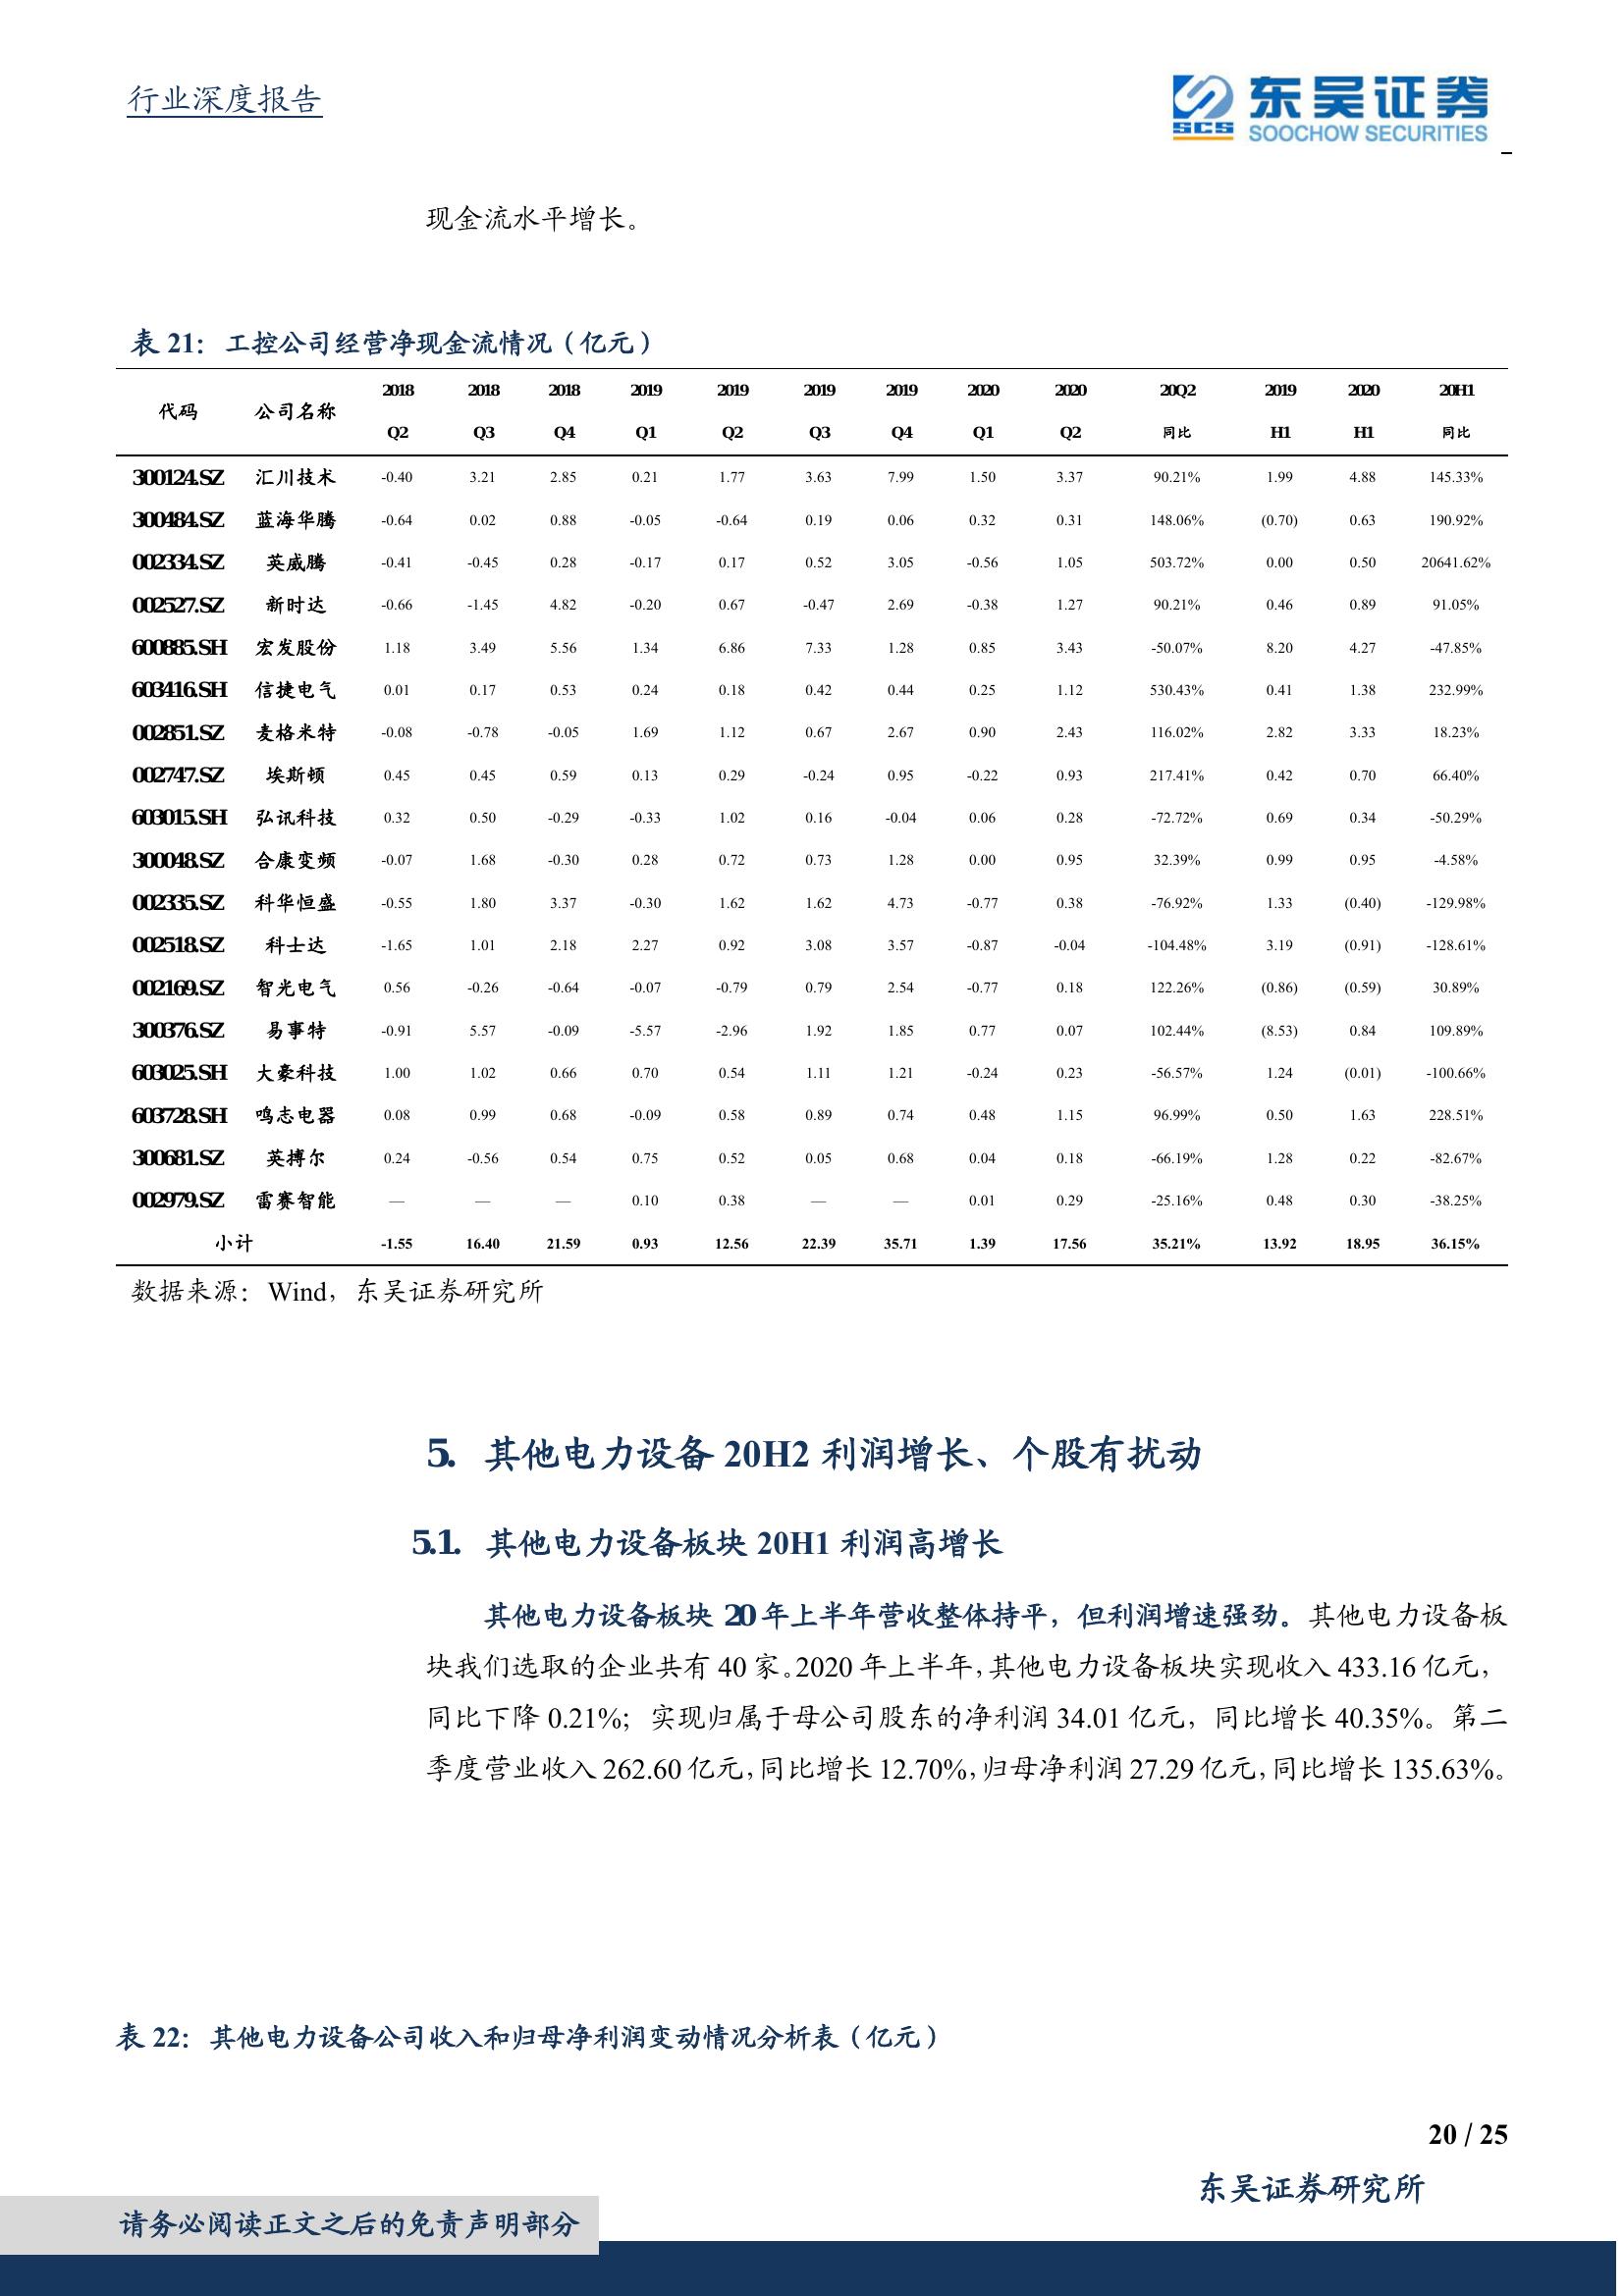 行业深度报告
东吴证券
SCS SOOCHOW SECURITIES
现金流水平增长。
表 21：工控公司经营净现金流情况（亿元）
代码 公司名称 2018 Q2 2018 Q3 2018 Q4 2019 Q1 2019 Q2 2019 Q3 2019 Q4 2020 Q1 2020 Q2 20Q2 同比 2019 H1 2020 H1 20H1 同比
300124.SZ 汇川技术 -0.40 3.21 2.85 0.21 1.77 3.63 7.99 1.50 3.37 90.21% 1.99 4.88 145.33%
300484.SZ 蓝海华腾 -0.64 0.02 0.88 -0.05 -0.64 0.19 0.06 0.32 0.31 148.06% (0.70) 0.63 190.92%
002334.SZ 英威腾 -0.41 -0.45 0.28 -0.17 0.17 0.52 3.05 -0.56 1.05 503.72% 0.00 0.50 20641.62%
002527.SZ 新时达 -0.66 -1.45 4.82 -0.20 0.67 -0.47 2.69 -0.38 1.27 90.21% 0.46 0.89 91.05%
600885.SH 宏发股份 1.18 3.49 5.56 1.34 6.86 7.33 1.28 0.85 3.43 -50.07% 8.20 4.27 -47.85%
603416.SH 信捷电气 0.01 0.17 0.53 0.24 0.18 0.42 0.44 0.25 1.12 530.43% 0.41 1.38 232.99%
002851.SZ 麦格米特 -0.08 -0.78 -0.05 1.69 1.12 0.67 2.67 0.90 2.43 116.02% 2.82 3.33 18.23%
002747.SZ 埃斯顿 0.45 0.45 0.59 0.13 0.29 -0.24 0.95 -0.22 0.93 217.41% 0.42 0.70 66.40%
603015.SH 弘讯科技 0.32 0.50 -0.29 -0.33 1.02 0.16 -0.04 0.06 0.28 -72.72% 0.69 0.34 -50.29%
300048.SZ 合康变频 -0.07 1.68 -0.30 0.28 0.72 0.73 1.28 0.00 0.95 32.39% 0.99 0.95 -4.58%
002335.SZ 科华恒盛 -0.55 1.80 3.37 -0.30 1.62 1.62 4.73 -0.77 0.38 -76.92% 1.33 (0.40) -129.98%
002518.SZ 科士达 -1.65 1.01 2.18 2.27 0.92 3.08 3.57 -0.87 -0.04 -104.48% 3.19 (0.91) -128.61%
002169.SZ 智光电气 0.56 -0.26 -0.64 -0.07 -0.79 0.79 2.54 -0.77 0.18 122.26% (0.86) (0.59) 30.89%
300376.SZ 易事特 -0.91 5.57 -0.09 -5.57 -2.96 1.92 1.85 0.77 0.07 102.44% (8.53) 0.84 109.89%
603025.SH 大豪科技 1.00 1.02 0.66 0.70 0.54 1.11 1.21 -0.24 0.23 -56.57% 1.24 (0.01) -100.66%
603728.SH 鸣志电器 0.08 0.99 0.68 -0.09 0.58 0.89 0.74 0.48 1.15 96.99% 0.50 1.63 228.51%
300681.SZ 英搏尔 0.24 -0.56 0.54 0.75 0.52 0.05 0.68 0.04 0.18 -66.19% 1.28 0.22 -82.67%
002979.SZ 雷赛智能 — — — 0.10 0.38 — — 0.01 0.29 -25.16% 0.48 0.30 -38.25%
小计 -1.55 16.40 21.59 0.93 12.56 22.39 35.71 1.39 17.56 35.21% 13.92 18.95 36.15%
数据来源：Wind，东吴证券研究所
5. 其他电力设备 20H2 利润增长、个股有扰动
5.1. 其他电力设备板块 20H1 利润高增长
其他电力设备板块 20 年上半年营收整体持平，但利润增速强劲。其他电力设备板
块我们选取的企业共有 40 家。2020 年上半年，其他电力设备板块实现收入 433.16 亿元，
同比下降 0.21%；实现归属于母公司股东的净利润 34.01 亿元，同比增长 40.35%。第二
季度营业收入 262.60 亿元，同比增长 12.70%，归母净利润 27.29 亿元，同比增长 135.63%。
表 22：其他电力设备公司收入和归母净利润变动情况分析表（亿元）
20 / 25
东吴证券研究所
请务必阅读正文之后的免责声明部分